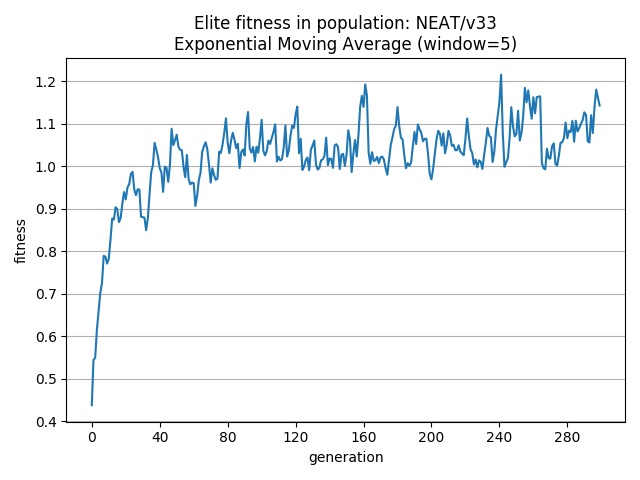 Elite fitness in population: NEAT/v33
Exponential Moving Average (window=5)
1.2
1.1
1.0
0.9
0.8
0.7
0.6
0.5
0.4
fitness
0 40 80 120 160 200 240 280
generation